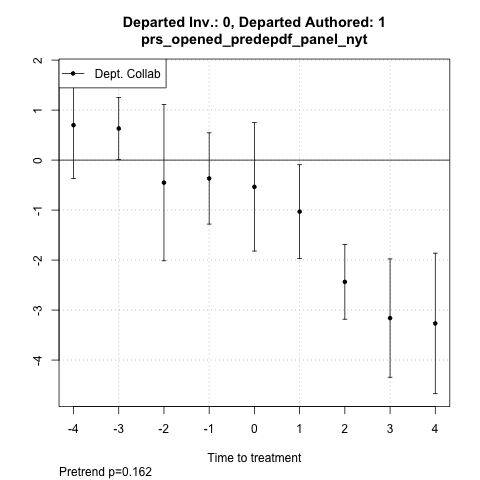 Departed Inv.: 0, Departed Authored: 1
prs_opened_predepdf_panel_nyt
Dept. Collab
2
1
0
-1
-2
-3
-4
-4 -3 -2 -1 0 1 2 3 4
Time to treatment
Pretrend p=0.162